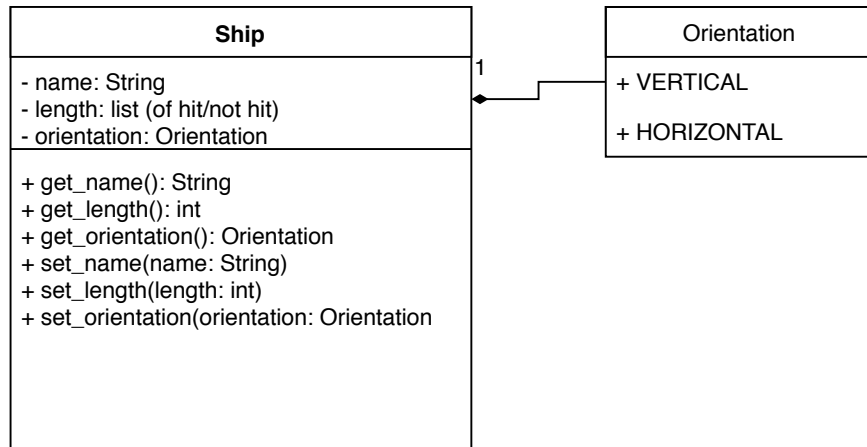 Ship
- name: String
- length: list (of hit/not hit)
- orientation: Orientation
+ get_name(): String
+ get_length(): int
+ get_orientation(): Orientation
+ set_name(name: String)
+ set_length(length: int)
+ set_orientation(orientation: Orientation
1
Orientation
+ VERTICAL
+ HORIZONTAL